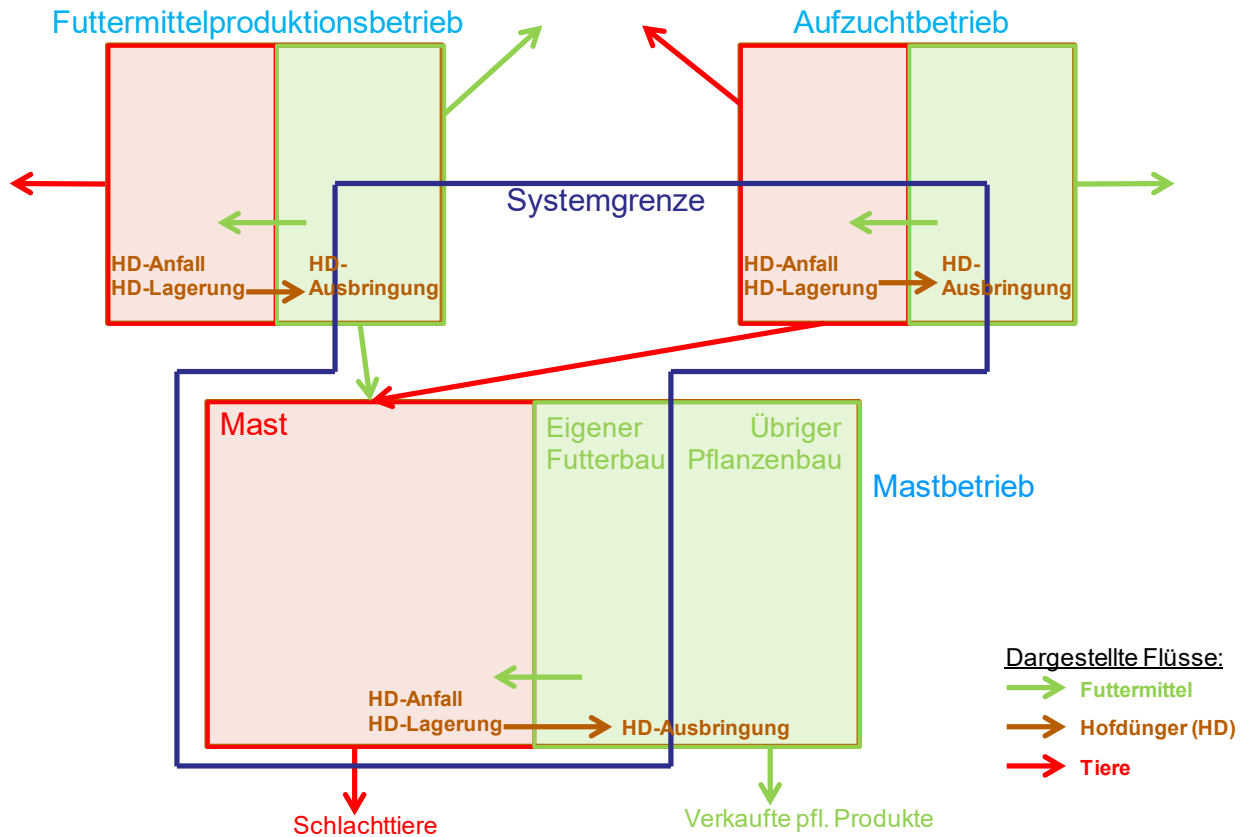 Futtermittelproduktionsbetrieb
Aufzuchtbetrieb
Systemgrenze
HD-Anfall
HD-Lagerung
HD-
Ausbringung
HD-Anfall
HD-Lagerung
HD-
Ausbringung
Mast
Eigener
Futterbau
Übriger
Pflanzenbau
Mastbetrieb
HD-Anfall
HD-Lagerung
HD-Ausbringung
Dargestellte Flüsse:
Futtermittel
Hofdünger (HD)
Tiere
Schlachttiere
Verkaufte pfl. Produkte